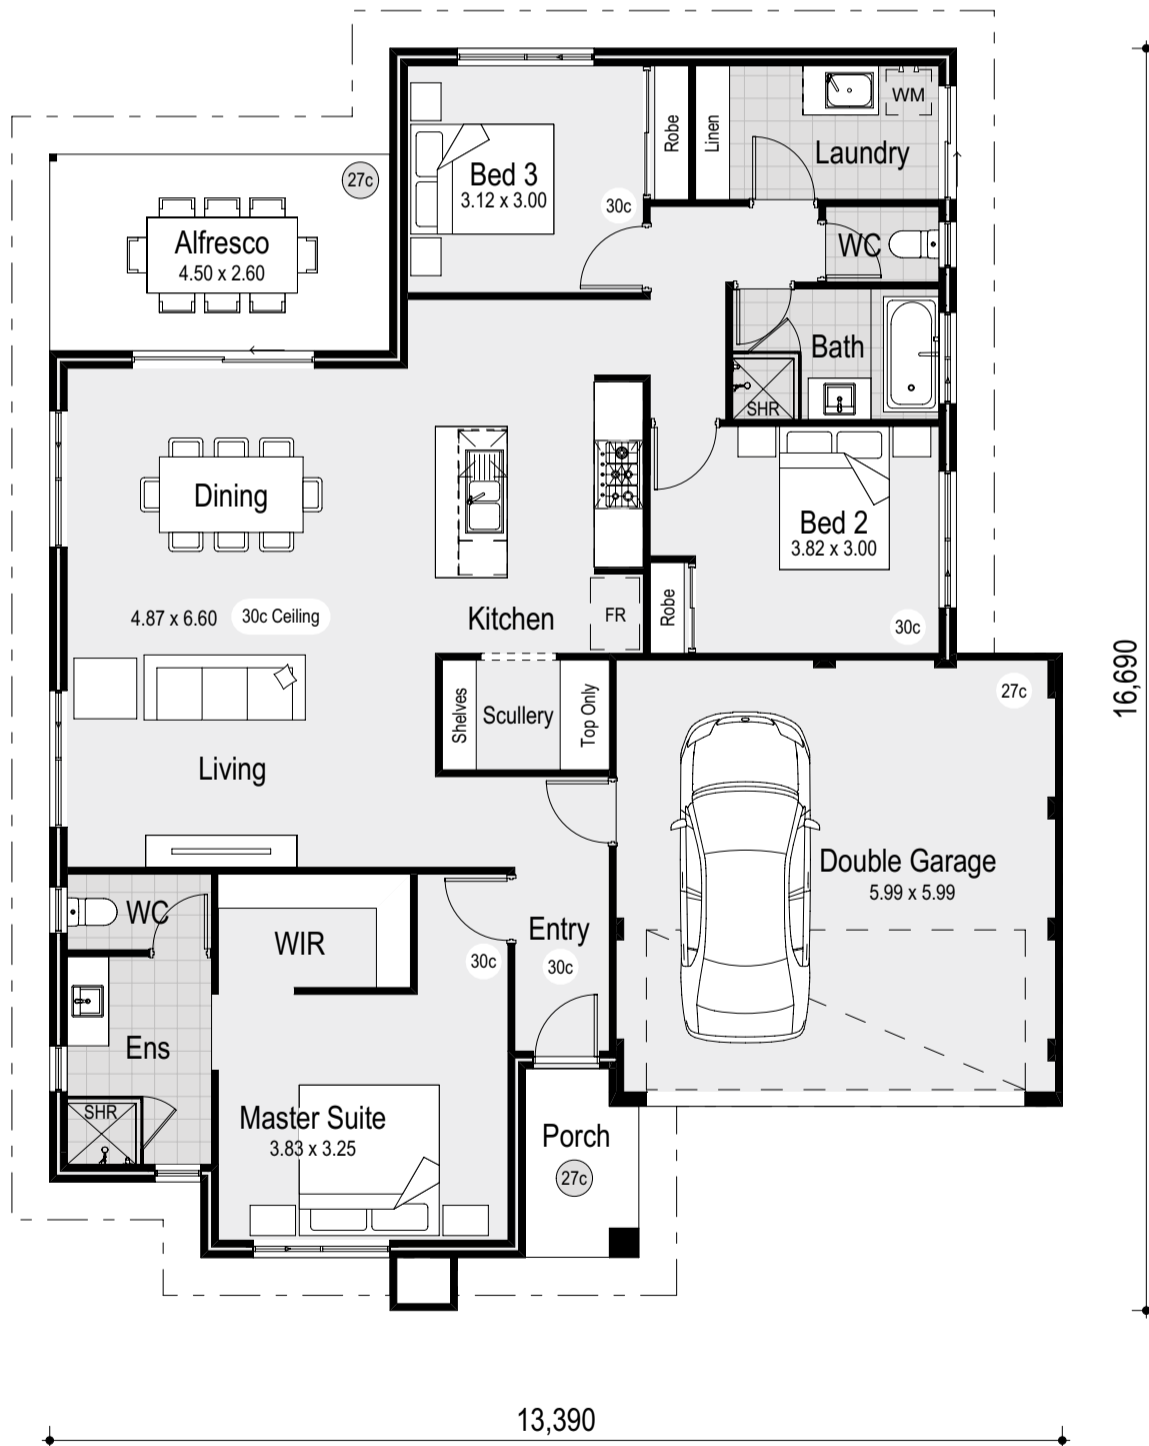 27c
Alfresco
4.50 x 2.60
Bed 3
3.12 x 3.00
30c
Robe
Linen
WM
Laundry
WC
Bath
SHR
Dining
Bed 2
3.82 x 3.00
30c
Robe
4.87 x 6.60
30c Ceiling
Kitchen
FR
Shelves
Scullery
Top Only
Living
27c
Double Garage
5.99 x 5.99
WC
WIR
30c
Entry
30c
Ens
SHR
Master Suite
3.83 x 3.25
Porch
27c
16,690
13,390